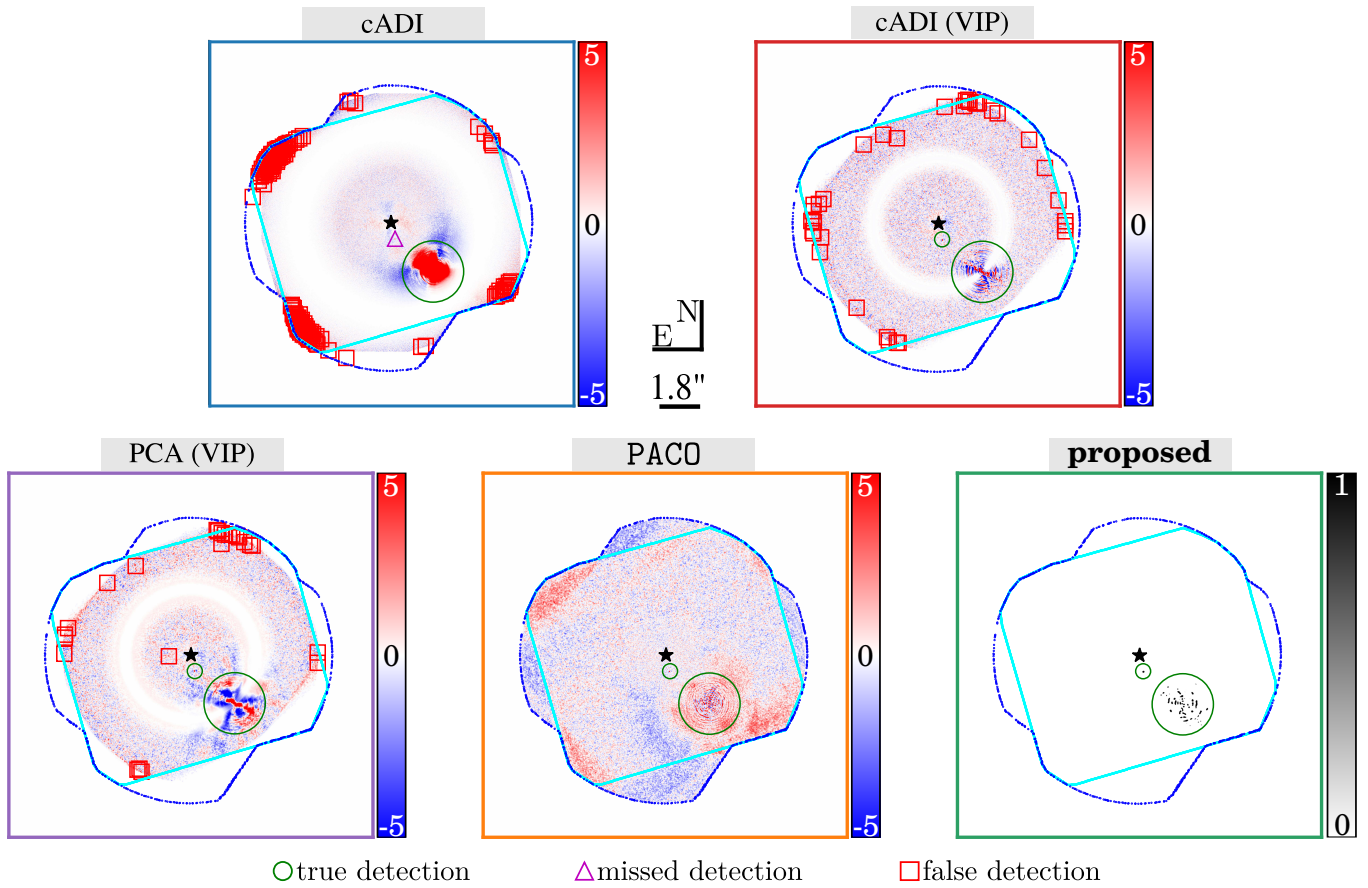 cADI
cADI (VIP)
5
0
-5
5
0
-5
N
E
1.8"
PCA (VIP)
PACO
proposed
5
0
-5
5
0
-5
1
0
true detection
missed detection
false detection